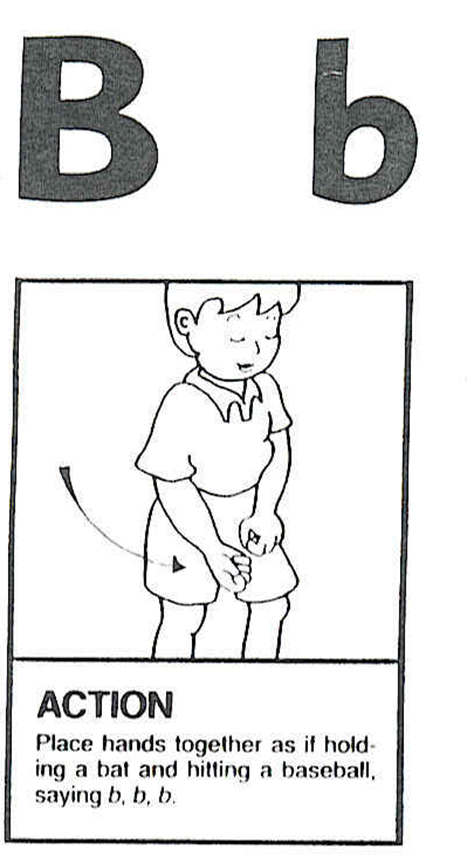 B b
ACTION
Place hands together as if hold-
ing a bat and hitting a baseball,
saying b, b, b.